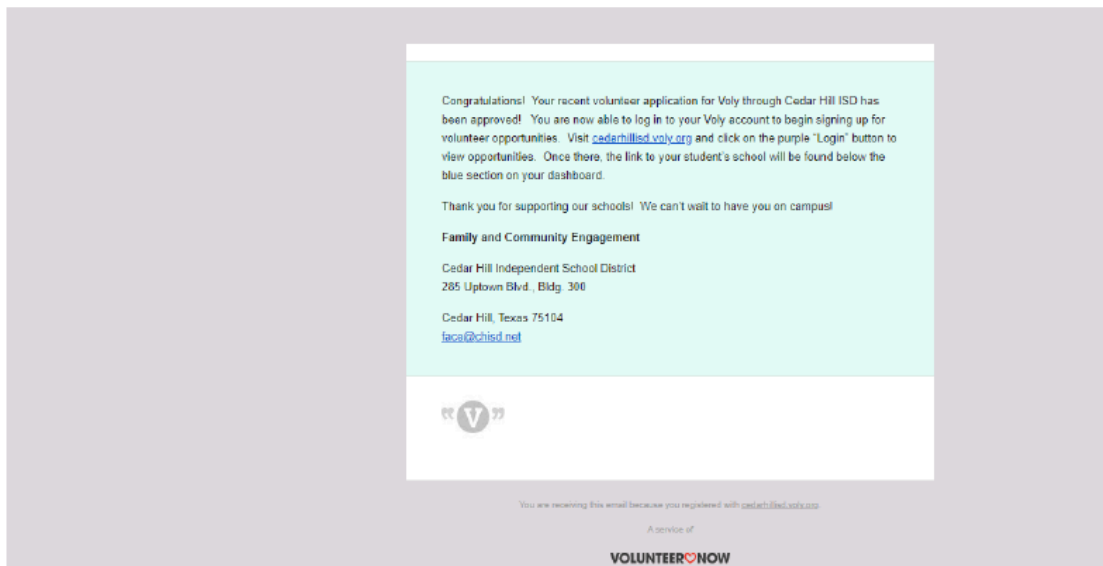 Congratulations! Your recent volunteer application for Voly through Cedar Hill ISD has
been approved! You are now able to log in to your Voly account to begin signing up for
volunteer opportunities. Visit cedarhillisd.voly.org and click on the purple "Login" button to
view opportunities. Once there, the link to your student's school will be found below the
blue section on your dashboard.
Thank you for supporting our schools! We can't wait to have you on campus!
Family and Community Engagement
Cedar Hill Independent School District
285 Uptown Blvd., Bldg. 300
Cedar Hill, Texas 75104
face@chisd.net
"V"
You are receiving this email because you registered with cedarhillisd.voly.org.
A service of
VOLUNTEER NOW